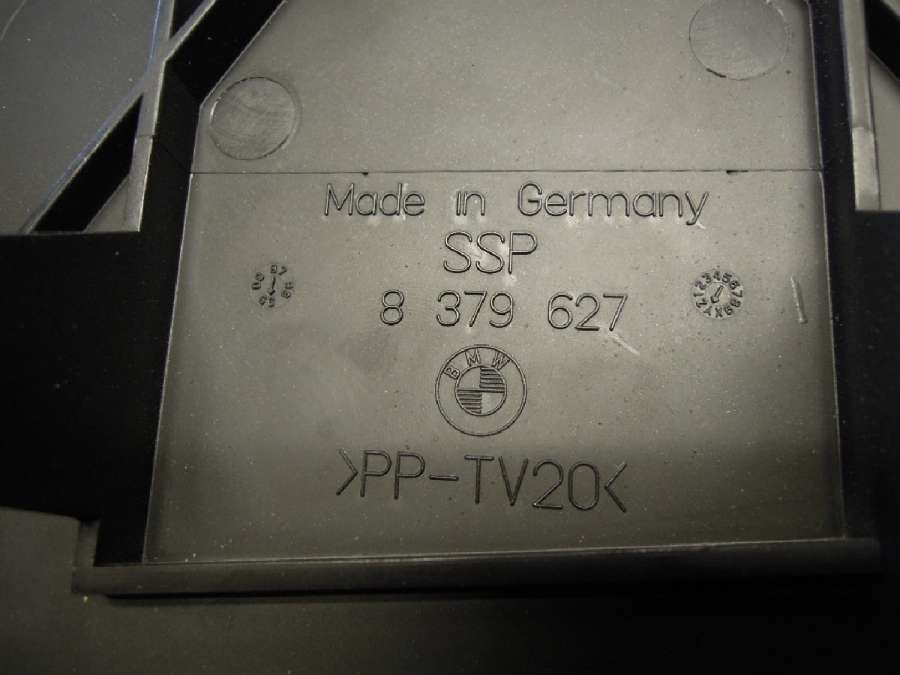 Made in Germany
SSP
8 379 627
BMW
>PP-TV20<